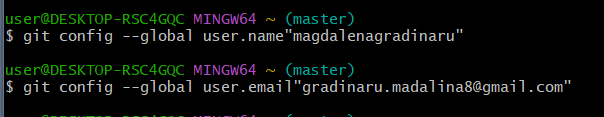 user@DESKTOP-RSC4GQC MINGW64 ~ (master)
$ git config --global user.name"magdalenagradinaru"
user@DESKTOP-RSC4GQC MINGW64 ~ (master)
$ git config --global user.email"gradinaru.madalina8@gmail.com"